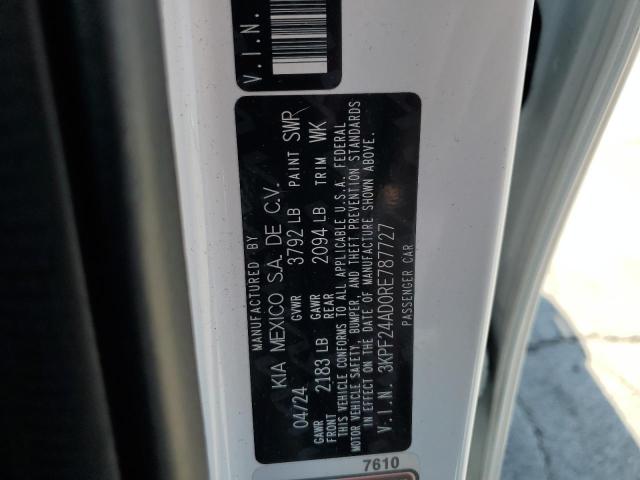 V.I.N.
MANUFACTURED BY
KIA MEXICO S.A. DE C.V.
04/24 GVWR 3792 LB PAINT SWP
GAWR FRONT 2183 LB GAWR REAR 2094 LB TRIM WK
THIS VEHICLE CONFORMS TO ALL APPLICABLE U.S.A. FEDERAL
MOTOR VEHICLE SAFETY, BUMPER, AND THEFT PREVENTION STANDARDS
IN EFFECT ON THE DATE OF MANUFACTURE SHOWN ABOVE.
V.I.N. 3KPF24AD0RE787727
PASSENGER CAR
7610